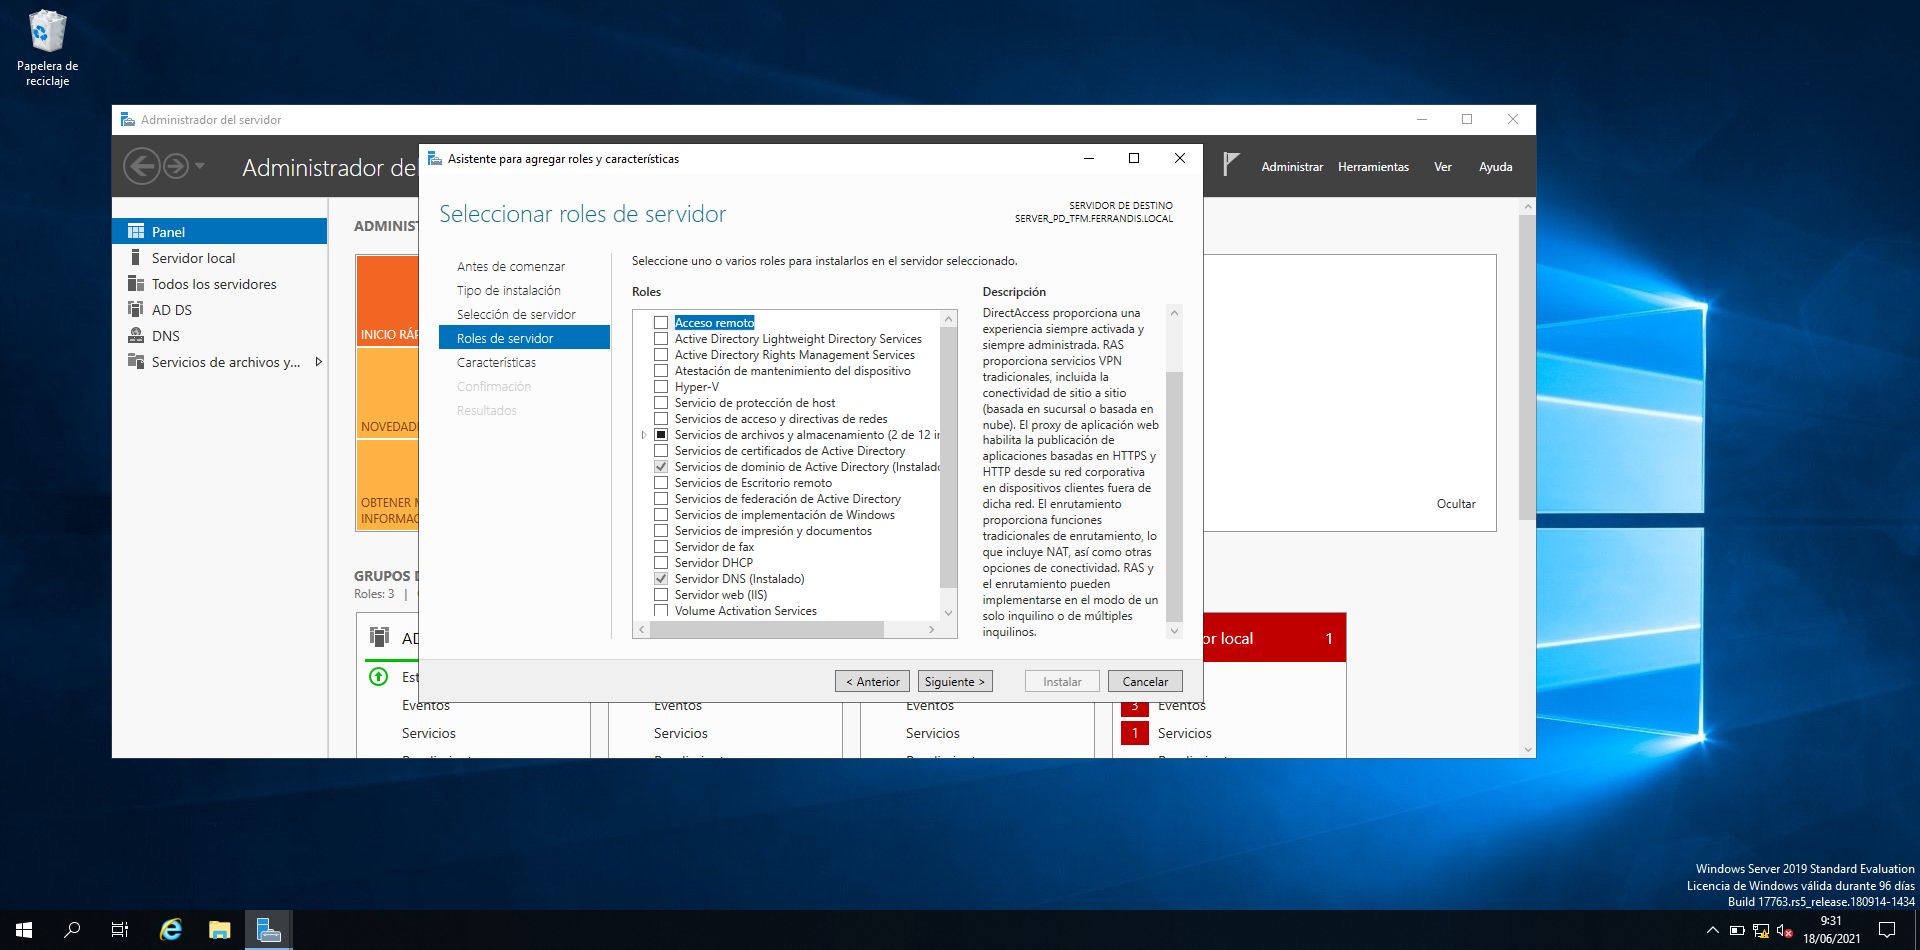 Papelera de
reciclaje
Administrador del servidor
Administrador de
Administrar
Herramientas
Ver
Ayuda
Panel
Servidor local
Todos los servidores
AD DS
DNS
Servicios de archivos y...
ADMINIS
INICIO RÁP
NOVEDAD
OBTENER M
INFORMAC
Ocultar
GRUPOS D
Roles: 3 |
AD
Est
Eventos
Servicios
Eventos
Servicios
Eventos
Servicios
or local
1
3 Eventos
1 Servicios
Asistente para agregar roles y características
Seleccionar roles de servidor
SERVIDOR DE DESTINO
SERVER_PD_TFM.FERRANDIS.LOCAL
Antes de comenzar
Tipo de instalación
Selección de servidor
Roles de servidor
Características
Confirmación
Resultados
Seleccione uno o varios roles para instalarlos en el servidor seleccionado.
Roles
Acceso remoto
Active Directory Lightweight Directory Services
Active Directory Rights Management Services
Atestación de mantenimiento del dispositivo
Hyper-V
Servicio de protección de host
Servicios de acceso y directivas de redes
Servicios de archivos y almacenamiento (2 de 12 in
Servicios de certificados de Active Directory
Servicios de dominio de Active Directory (Instalado
Servicios de Escritorio remoto
Servicios de federación de Active Directory
Servicios de implementación de Windows
Servicios de impresión y documentos
Servidor de fax
Servidor DHCP
Servidor DNS (Instalado)
Servidor web (IIS)
Volume Activation Services
Descripción
DirectAccess proporciona una
experiencia siempre activada y
siempre administrada. RAS
proporciona servicios VPN
tradicionales, incluida la
conectividad de sitio a sitio
(basada en sucursal o basada en
nube). El proxy de aplicación web
habilita la publicación de
aplicaciones basadas en HTTPS y
HTTP desde su red corporativa
en dispositivos clientes fuera de
dicha red. El enrutamiento
proporciona funciones
tradicionales de enrutamiento, lo
que incluye NAT, así como otras
opciones de conectividad. RAS y
el enrutamiento pueden
implementarse en el modo de un
solo inquilino o de múltiples
inquilinos.
< Anterior
Siguiente >
Instalar
Cancelar
Windows Server 2019 Standard Evaluation
Licencia de Windows válida durante 96 días
Build 17763.rs5_release.180914-1434
9:31
18/06/2021